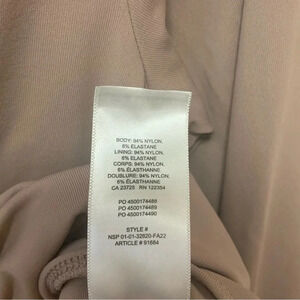 BODY: 94% NYLON.
6% ELASTANE
LINING: 94% NYLON.
6% ELASTANE
CORPS: 94% NYLON.
6% ÉLASTHANNE
DOUBLURE: 94% NYLON.
6% ÉLASTHANNE
CA 23725 RN 122354
PO 4500174488
PO 4500174489
PO 4500174490
STYLE #
NSP 01-01-32820-FA22
ARTICLE # 91684